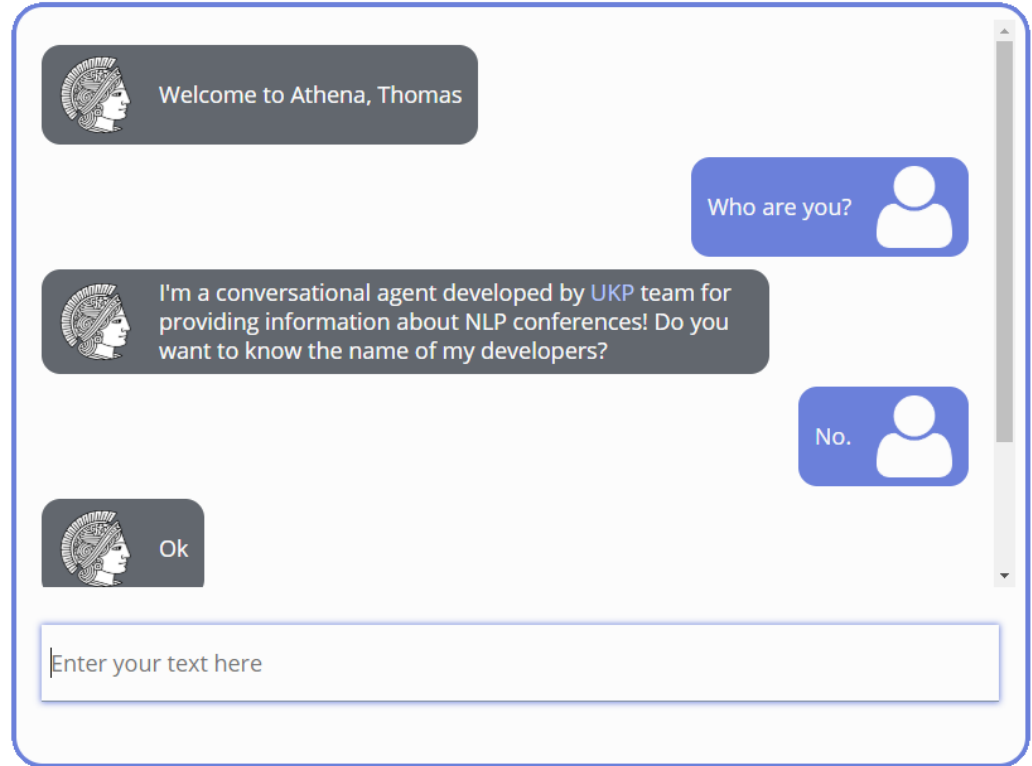 Welcome to Athena, Thomas
Who are you?
I'm a conversational agent developed by UKP team for
providing information about NLP conferences! Do you
want to know the name of my developers?
No.
Ok
Enter your text here